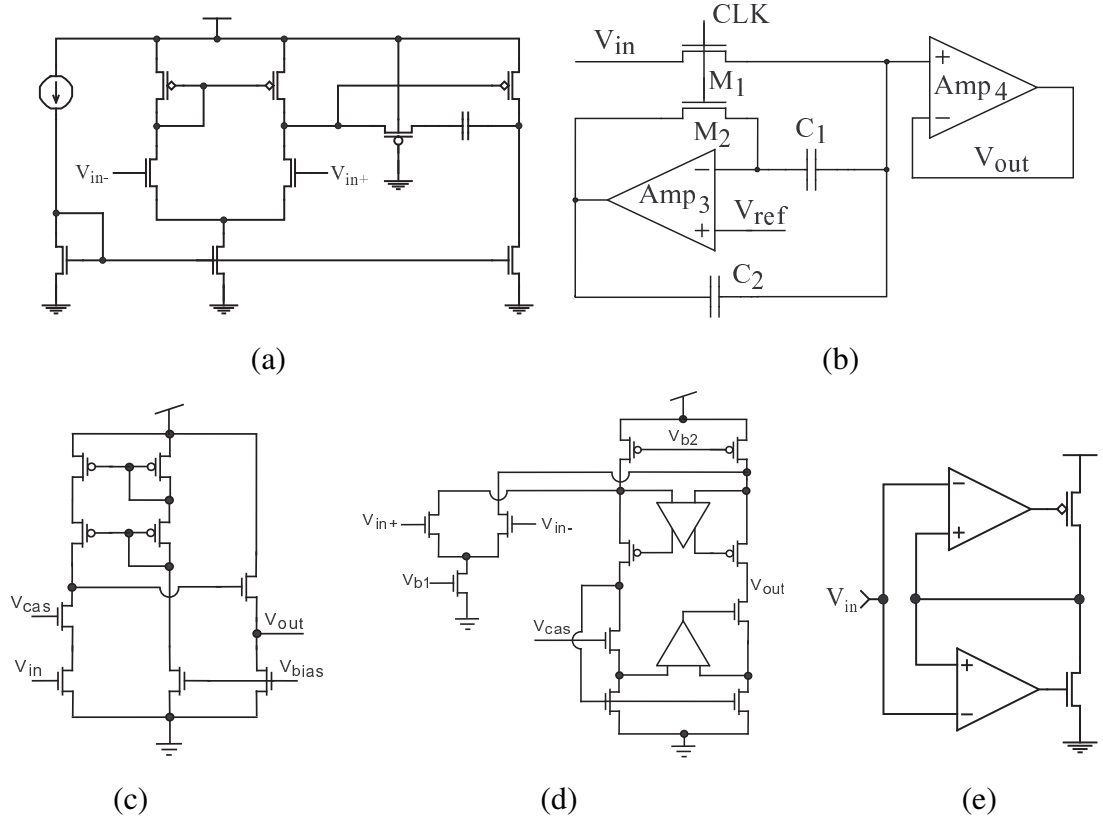 V_in-
V_in+
(a)
CLK
V_in
M_1
M_2
C_1
Amp_3
V_ref
C_2
Amp_4
V_out
(b)
V_cas
V_in
V_out
V_bias
(c)
V_b2
V_in+
V_in-
V_b1
V_out
V_cas
(d)
V_in
(e)